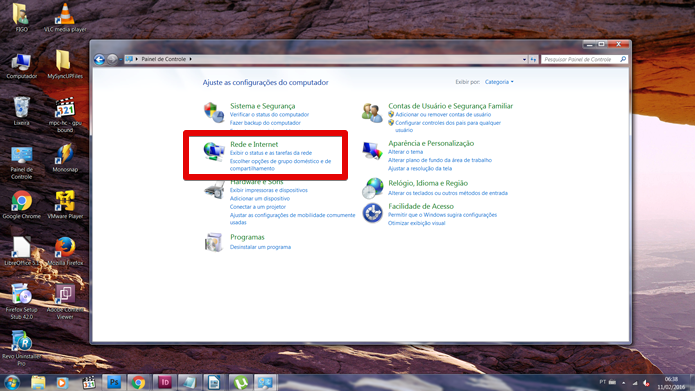 FIGO
VLC media player
Computador
MySyncUPFiles
Lixeira
mpc-hc - gpu
bound
Painel de
Controle
Monosnap
Google Chrome
VMware Player
LibreOffice 5...
Mozilla Firefox
Firefox Setup
Stub 42.0
Adobe Content
Viewer
Revo Uninstaller
Pro
Painel de Controle
Pesquisar Painel de Controle
Ajuste as configurações do computador
Exibir por: Categoria
Sistema e Segurança
Verificar o status do computador
Fazer backup do computador
Rede e Internet
Exibir o status e as tarefas da rede
Escolher opções de grupo doméstico e de
compartilhamento
Hardware e Sons
Exibir impressoras e dispositivos
Adicionar um dispositivo
Conectar a um projetor
Ajustar as configurações de mobilidade comumente
usadas
Programas
Desinstalar um programa
Contas de Usuário e Segurança Familiar
Adicionar ou remover contas de usuário
Configurar controles dos pais para qualquer
usuário
Aparência e Personalização
Alterar o tema
Alterar plano de fundo da área de trabalho
Ajustar a resolução da tela
Relógio, Idioma e Região
Alterar os teclados ou outros métodos de entrada
Facilidade de Acesso
Permitir que o Windows sugira configurações
Otimizar exibição visual
Ps
Id
PT
06:38
11/02/2016